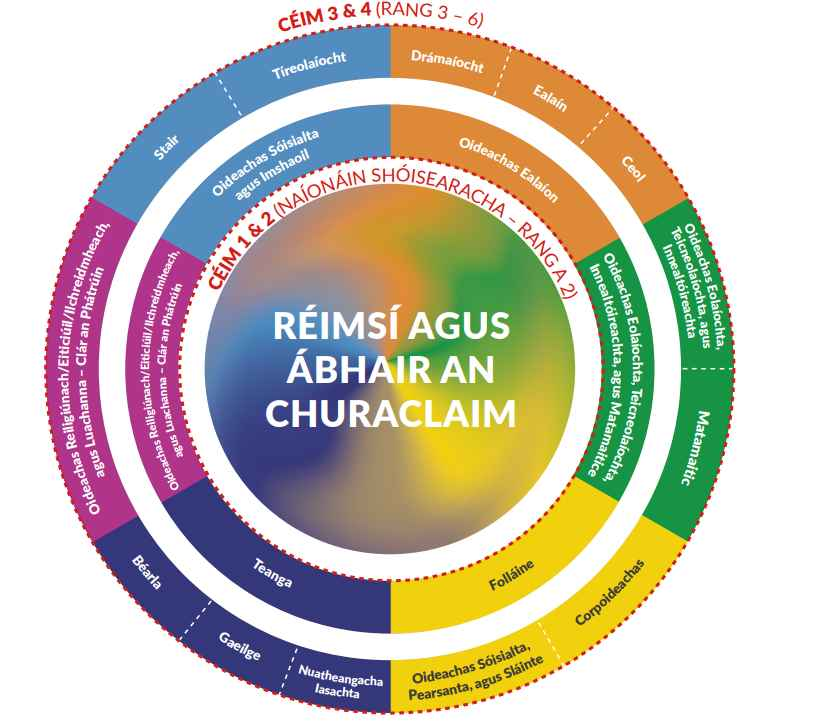 CÉIM 3 & 4 (RANG 3 – 6)
Tíreolaíocht
Drámaíocht
Ealaín
Ceol
Stair
Oideachas Sóisialta
agus Imshaoil
Oideachas Ealaíon
CÉIM 1 & 2 (NAÍONÁIN SHÓISEARACHA – RANG A 2)
Oideachas Eolaíochta,
Teicneolaíochta, agus
Innealtóireachta
Oideachas Eolaíochta, Teicneolaíochta,
Innealtóireachta, agus Matamaitice
Matamaitic
Oideachas Reiligiúnach/Eiticiúil/Ilchreidmheach,
agus Luachanna – Clár an Phátrúin
Oideachas Reiligiúnach/Eiticiúil/Ilchreidmheach,
agus Luachanna – Clár an Phátrúin
RÉIMSÍ AGUS
ÁBHAIR AN
CHURACLAIM
Teanga
Folláine
Béarla
Gaeilge
Nuatheangacha
Iasachta
Oideachas Sóisialta,
Pearsanta, agus Sláinte
Corpoideachas